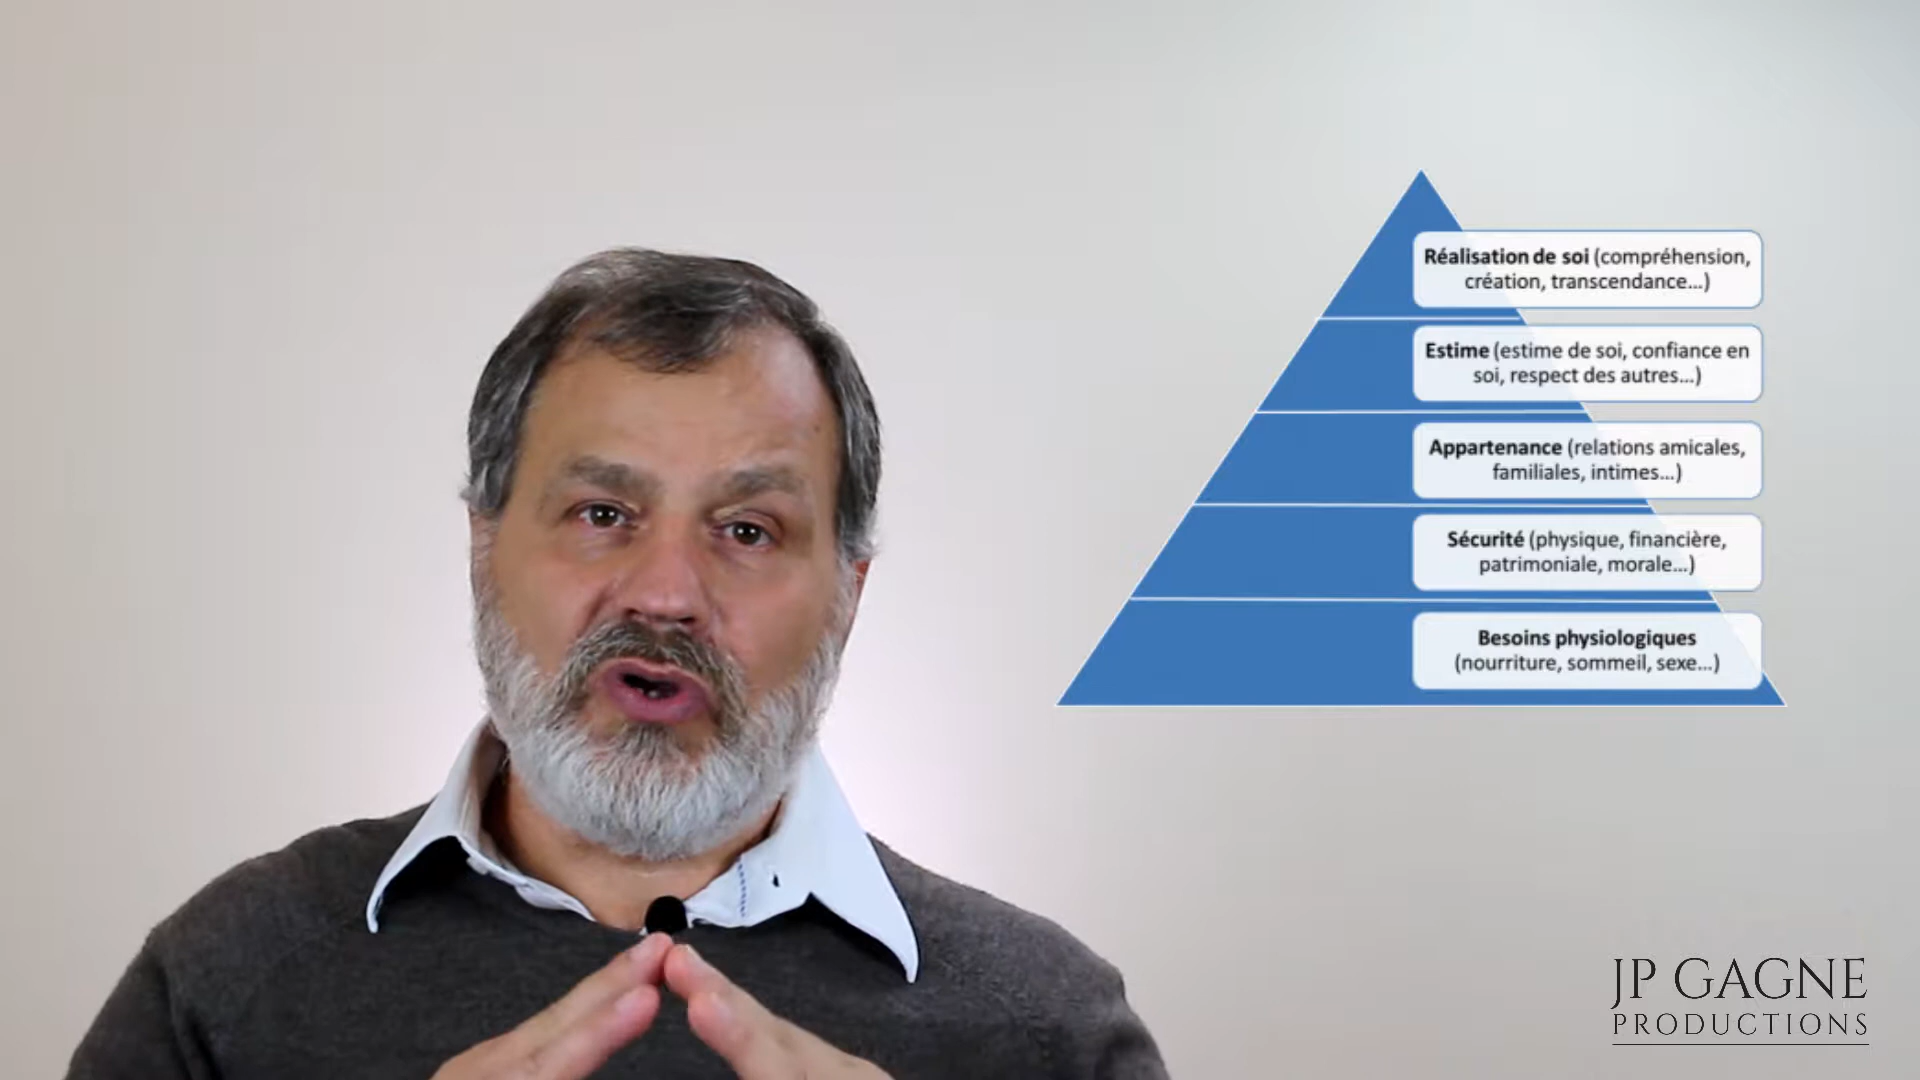 Réalisation de soi (compréhension,
création, transcendance...)
Estime (estime de soi, confiance en
soi, respect des autres...)
Appartenance (relations amicales,
familiales, intimes...)
Sécurité (physique, financière,
patrimoniale, morale...)
Besoins physiologiques
(nourriture, sommeil, sexe...)
JP GAGNE
PRODUCTIONS